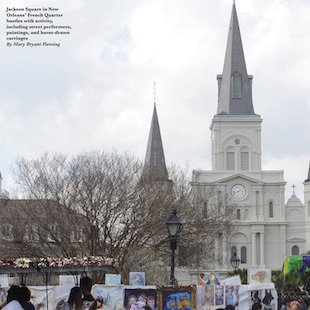 Jackson Square in New
Orleans' French Quarter
bustles with activity,
including street performers,
paintings, and horse-drawn
carriages
By Mary Bryant Fleming